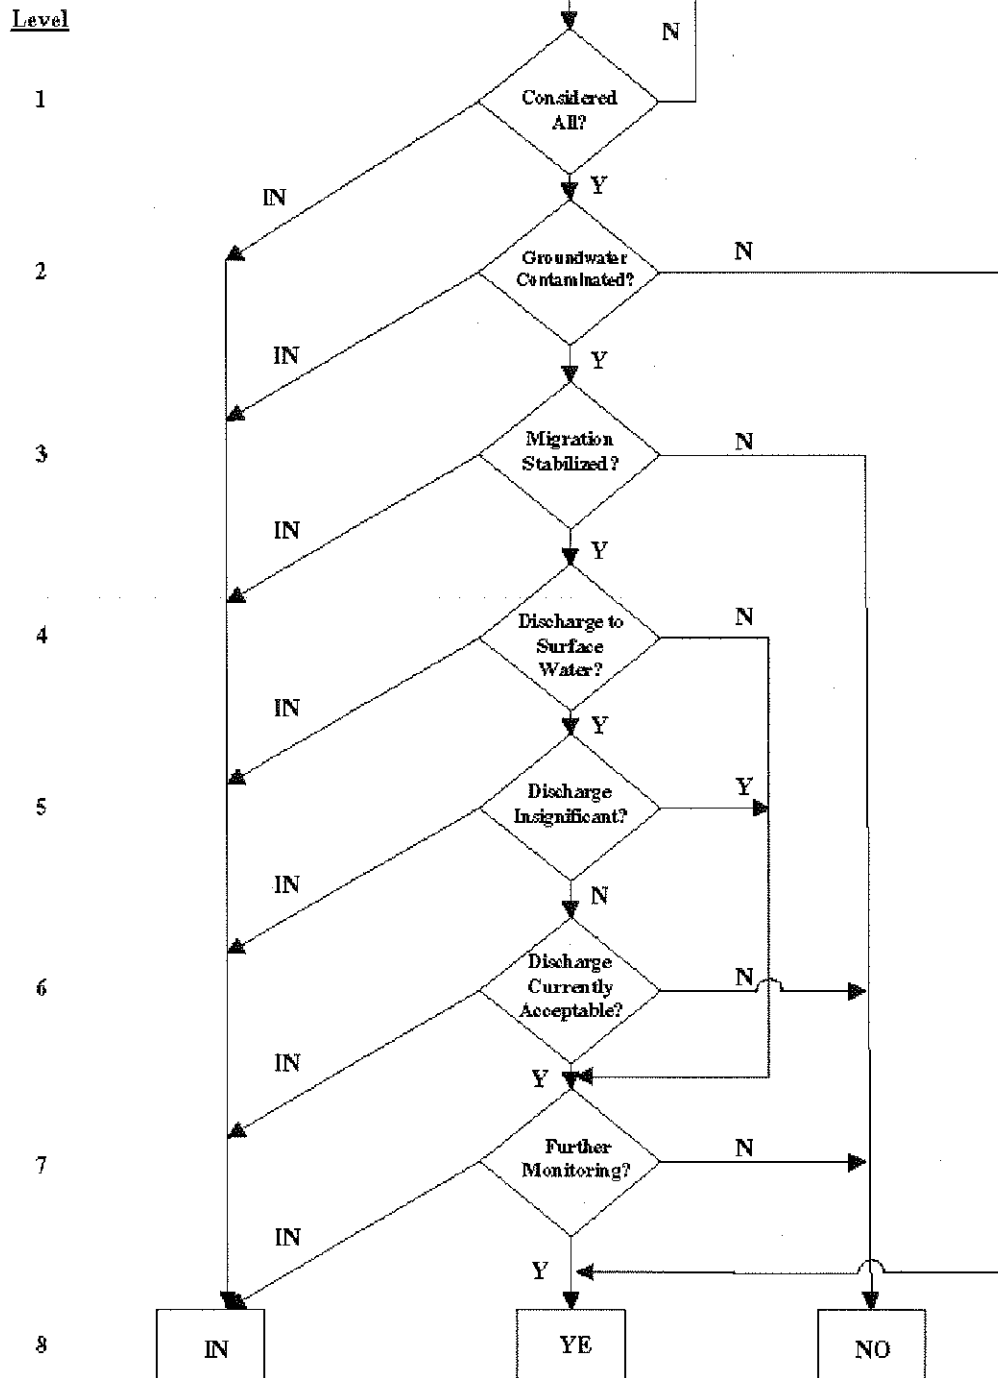 Level
N
1
Considered
All?
Y
IN
2
Groundwater
Contaminated?
N
IN
Y
3
Migration
Stabilized?
N
IN
Y
4
Discharge to
Surface
Water?
N
IN
Y
5
Discharge
Insignificant?
Y
IN
N
6
Discharge
Currently
Acceptable?
N
IN
Y
7
Further
Monitoring?
N
IN
Y
8
IN
YE
NO